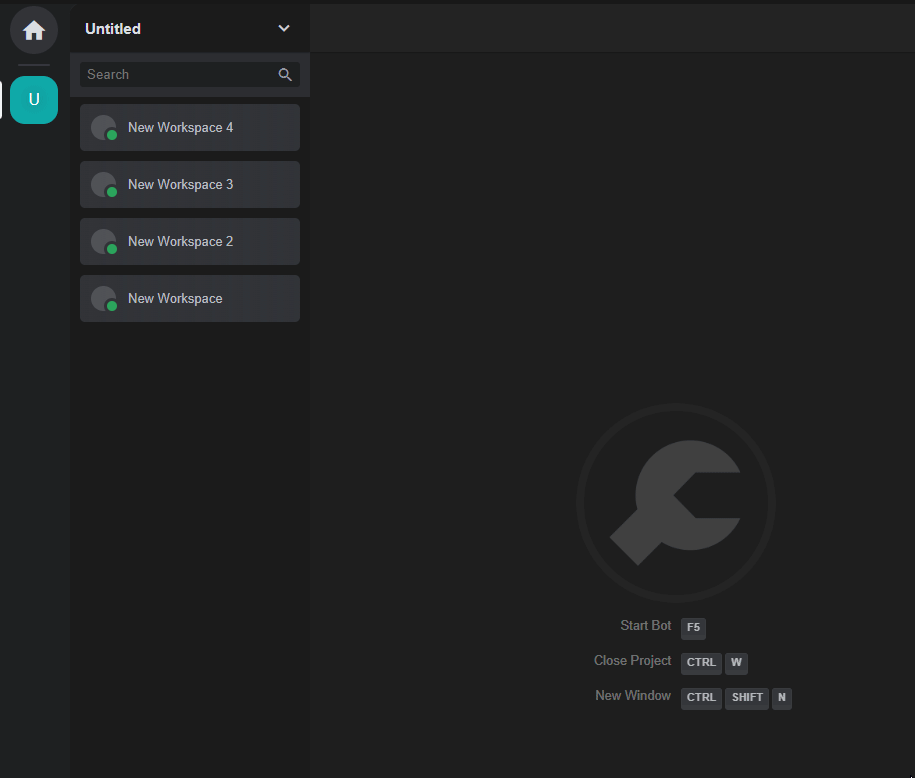 Untitled
Search
U
New Workspace 4
New Workspace 3
New Workspace 2
New Workspace
Start Bot F5
Close Project CTRL W
New Window CTRL SHIFT N